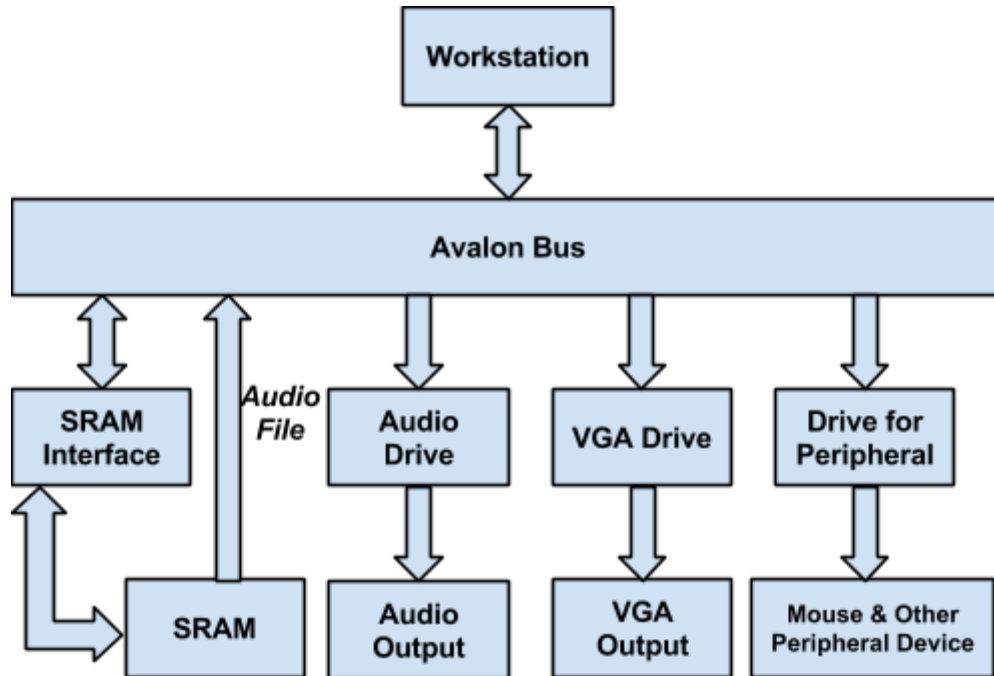 Workstation
Avalon Bus
SRAM
Interface
Audio
File
Audio
Drive
VGA Drive
Drive for
Peripheral
SRAM
Audio
Output
VGA
Output
Mouse & Other
Peripheral Device